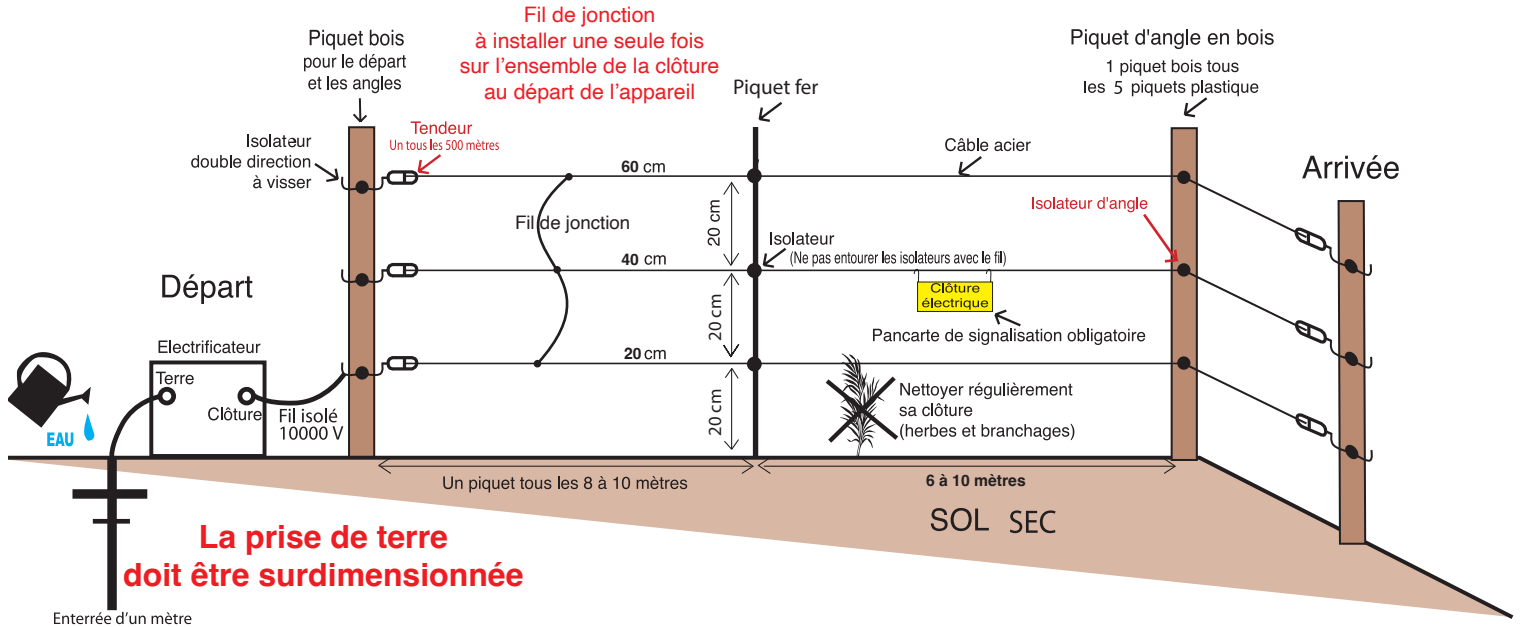 Fil de jonction
à installer une seule fois
sur l'ensemble de la clôture
au départ de l'appareil
Piquet bois
pour le départ
et les angles
Piquet fer
Piquet d'angle en bois
1 piquet bois tous
les 5 piquets plastique
Isolateur
double direction
à visser
Tendeur
Un tous les 500 mètres
60 cm
Câble acier
Arrivée
Fil de jonction
20 cm
Isolateur d'angle
Isolateur
(Ne pas entourer les isolateurs avec le fil)
40 cm
Départ
Clôture
électrique
20 cm
Pancarte de signalisation obligatoire
Electrificateur
20 cm
Terre
Clôture
Fil isolé
10000 V
EAU
Nettoyer régulièrement
sa clôture
(herbes et branchages)
20 cm
Un piquet tous les 8 à 10 mètres
6 à 10 mètres
SOL SEC
La prise de terre
doit être surdimensionnée
Enterrée d'un mètre